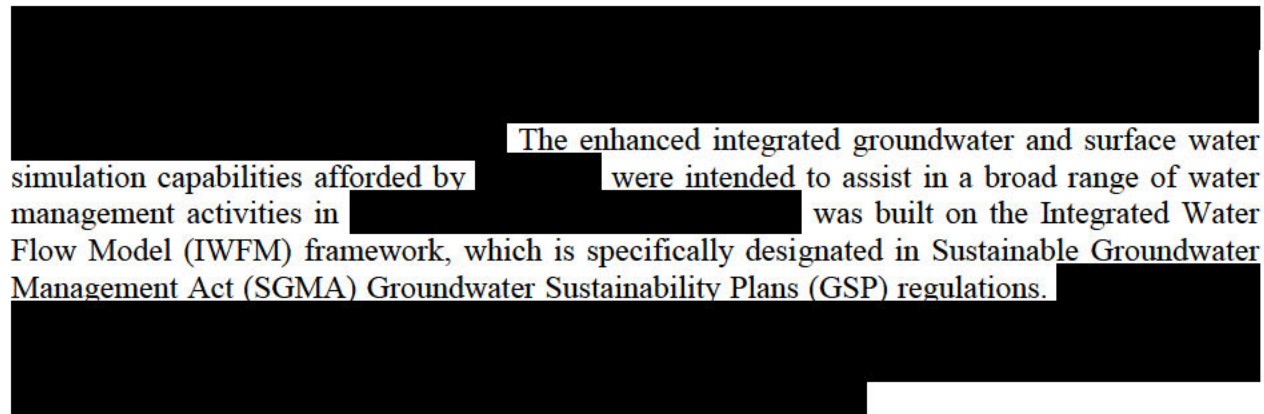 The enhanced integrated groundwater and surface water
simulation capabilities afforded by were intended to assist in a broad range of water
management activities in was built on the Integrated Water
Flow Model (IWFM) framework, which is specifically designated in Sustainable Groundwater
Management Act (SGMA) Groundwater Sustainability Plans (GSP) regulations.